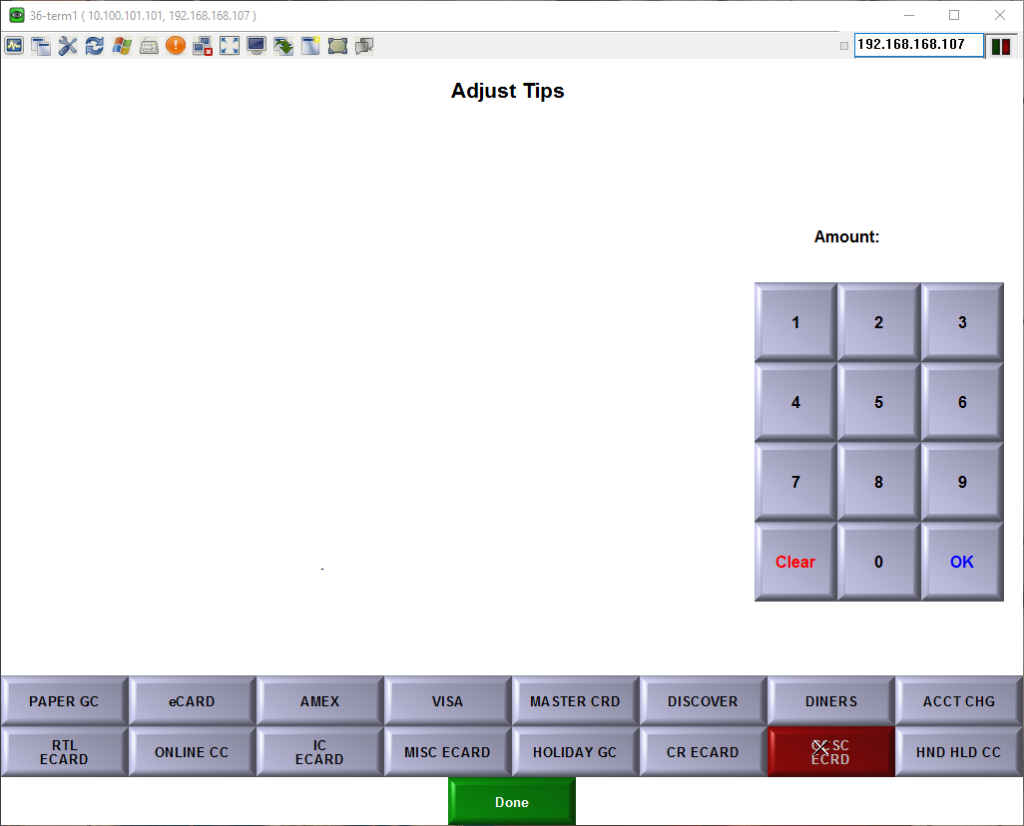 36-term1 ( 10.100.101.101, 192.168.168.107 )
192.168.168.107
Adjust Tips
Amount:
1 2 3
4 5 6
7 8 9
Clear 0 OK
-
PAPER GC eCARD AMEX VISA MASTER CRD DISCOVER DINERS ACCT CHG
RTL ECARD ONLINE CC IC ECARD MISC ECARD HOLIDAY GC CR ECARD SC ECRD HND HLD CC
Done